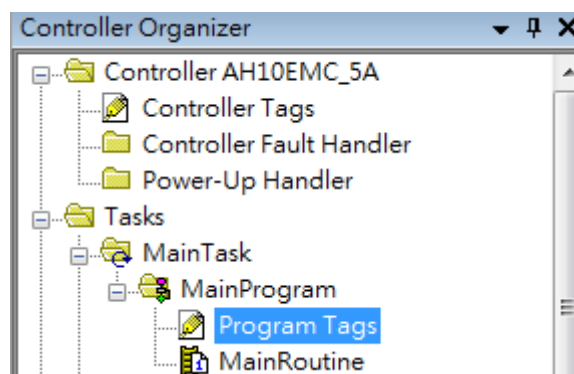 Controller Organizer
Controller AH10EMC_5A
Controller Tags
Controller Fault Handler
Power-Up Handler
Tasks
MainTask
MainProgram
Program Tags
MainRoutine